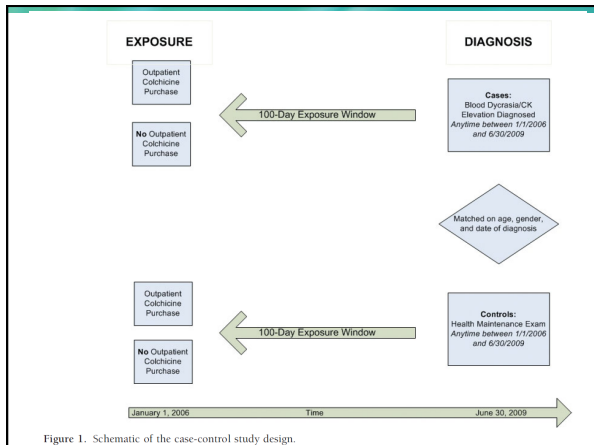 EXPOSURE
DIAGNOSIS
Outpatient
Colchicine
Purchase
No Outpatient
Colchicine
Purchase
100-Day Exposure Window
Cases:
Blood Dycrasia/CK
Elevation Diagnosed
Anytime between 1/1/2006
and 6/30/2009
Matched on age, gender,
and date of diagnosis
Outpatient
Colchicine
Purchase
No Outpatient
Colchicine
Purchase
100-Day Exposure Window
Controls:
Health Maintenance Exam
Anytime between 1/1/2006
and 6/30/2009
January 1, 2006
Time
June 30, 2009
Figure 1. Schematic of the case-control study design.